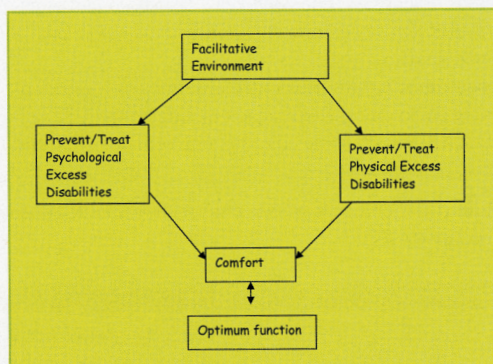 Facilitative
Environment
Prevent/Treat
Psychological
Excess
Disabilities
Prevent/Treat
Physical Excess
Disabilities
Comfort
Optimum function